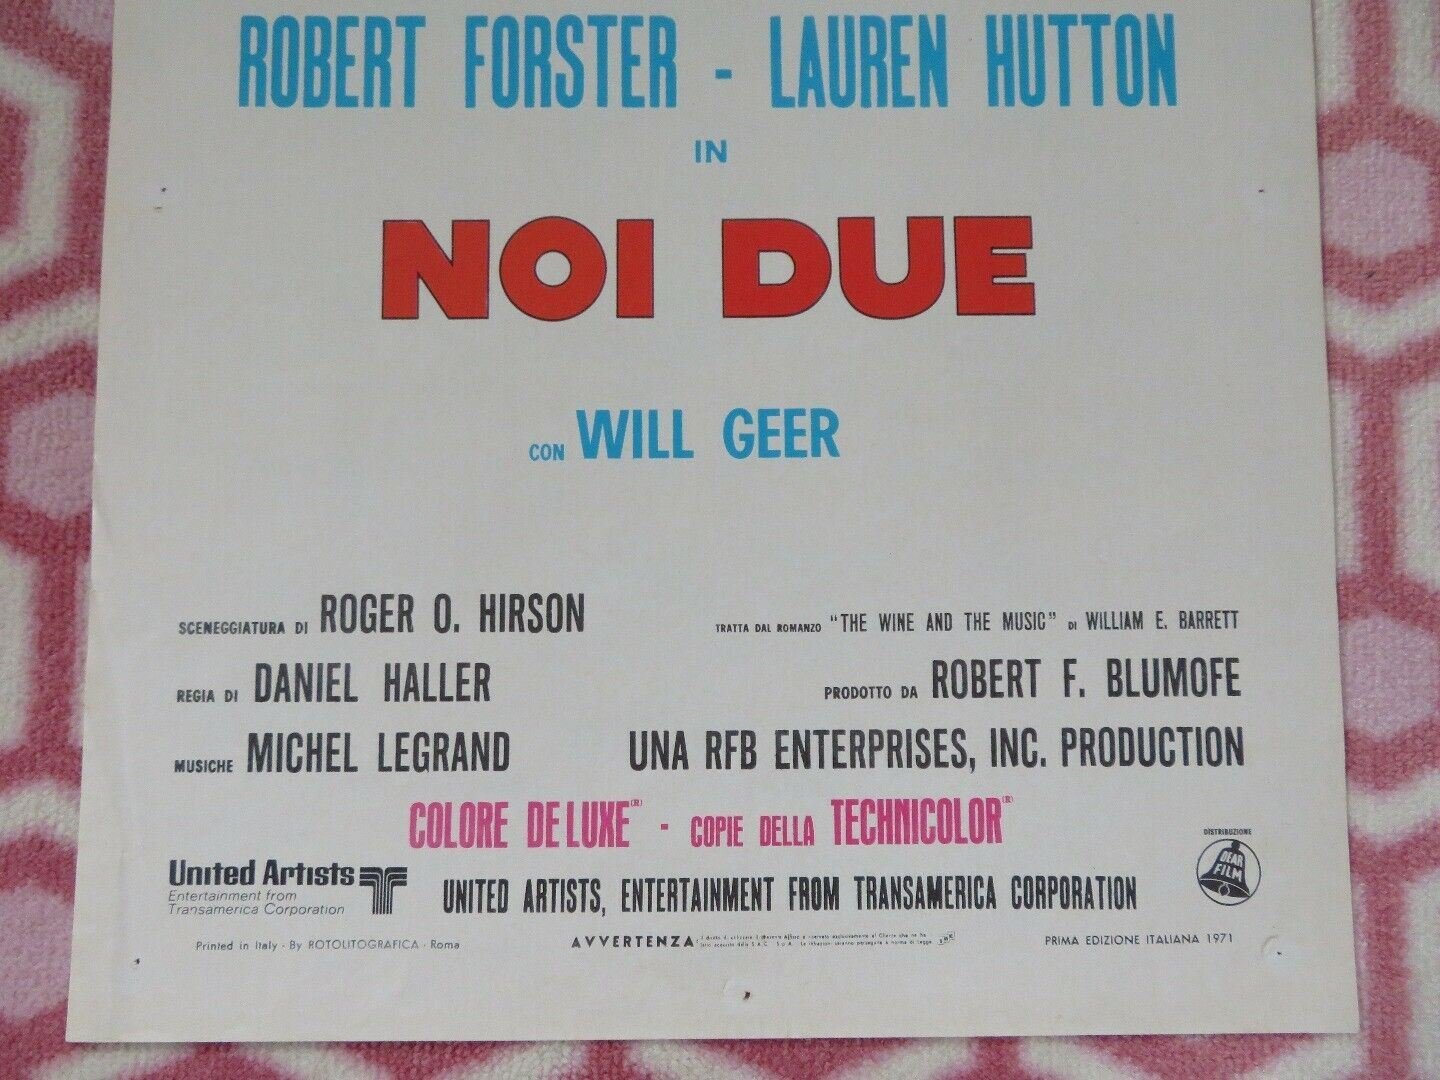 ROBERT FORSTER - LAUREN HUTTON
IN
NOI DUE
CON WILL GEER
SCENEGGIATURA DI ROGER O. HIRSON
TRATTA DAL ROMANZO "THE WINE AND THE MUSIC" DI WILLIAM E. BARRETT
REGIA DI DANIEL HALLER
PRODOTTO DA ROBERT F. BLUMOFE
MUSICHE MICHEL LEGRAND
UNA RFB ENTERPRISES, INC. PRODUCTION
COLORE DE LUXE(R) - COPIE DELLA TECHNICOLOR(R)
United Artists
Entertainment from
Transamerica Corporation
UNITED ARTISTS, ENTERTAINMENT FROM TRANSAMERICA CORPORATION
DISTRIBUZIONE
DEAR
FILM
Printed in Italy - By ROTOLITOGRAFICA - Roma
AVVERTENZA
PRIMA EDIZIONE ITALIANA 1971